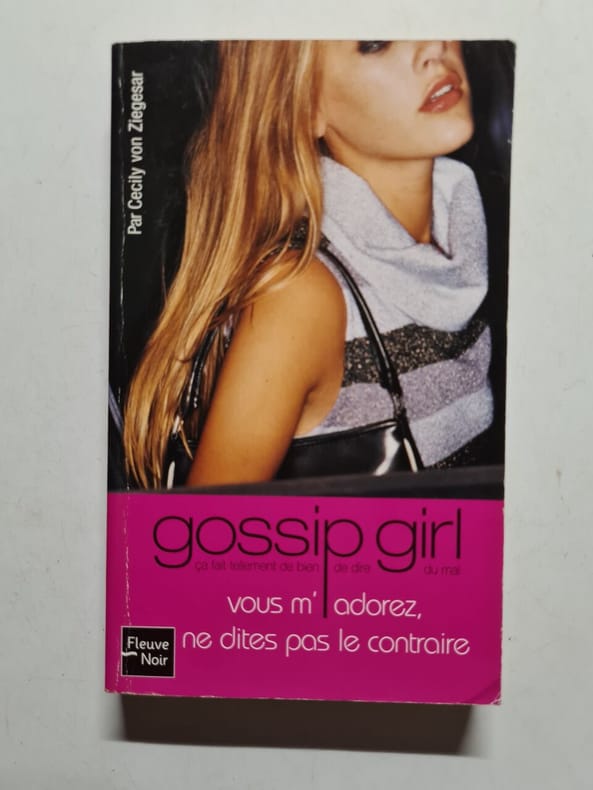 Par Cecily von Ziegesar
gossip girl
ça fait tellement de bien de dire du mal
vous m'adorez,
ne dites pas le contraire
Fleuve
Noir